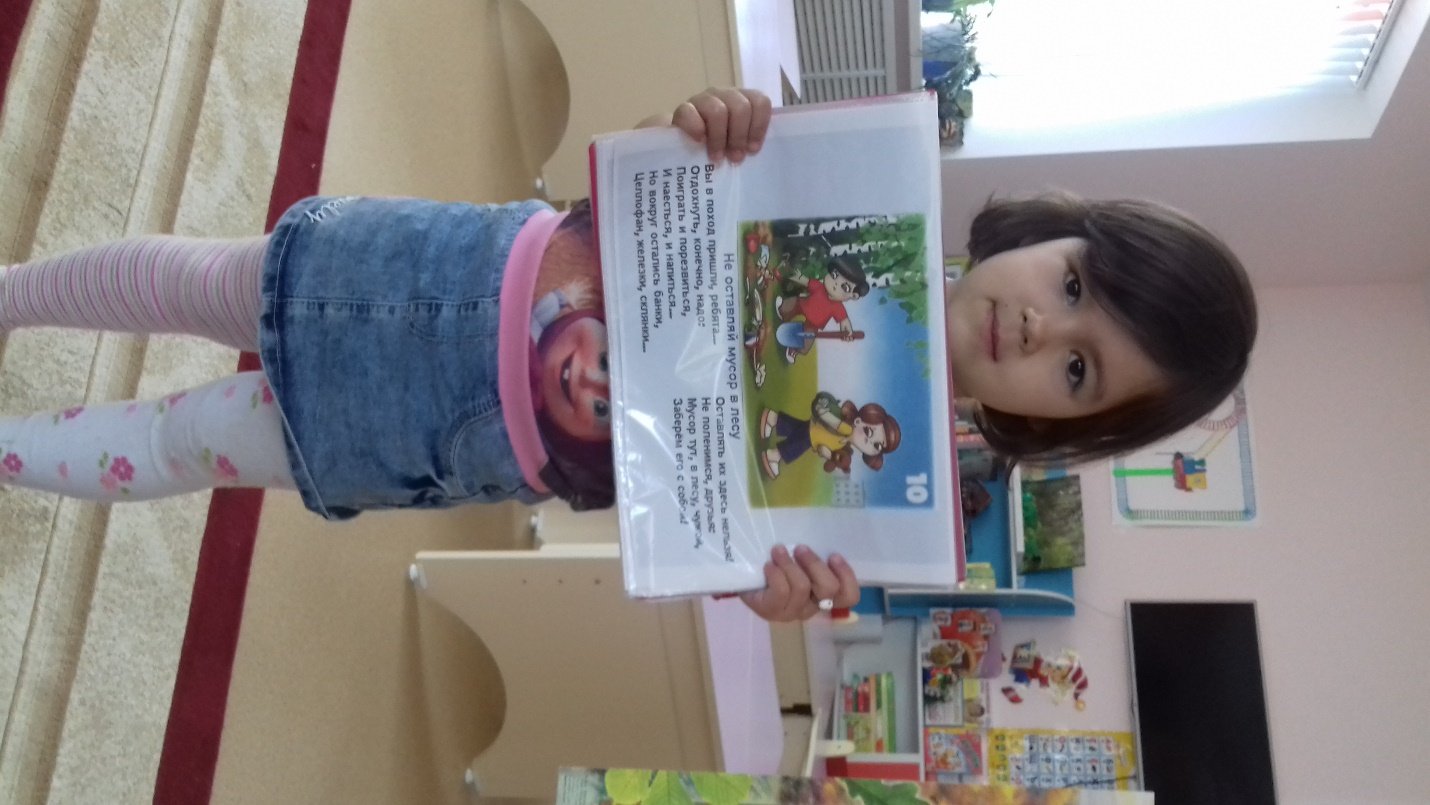 10
Не оставляй мусор в лесу
Вы в поход пришли, ребята...
Отдохнуть, конечно, надо:
Поиграть и порезвиться,
И наесться, и напиться...
Но вокруг остались банки,
Целлофан, железки, склянки...
Оставлять их здесь нельзя!
Не поленимся, друзья:
Мусор тут, в лесу, чужой,
Заберём его с собой!